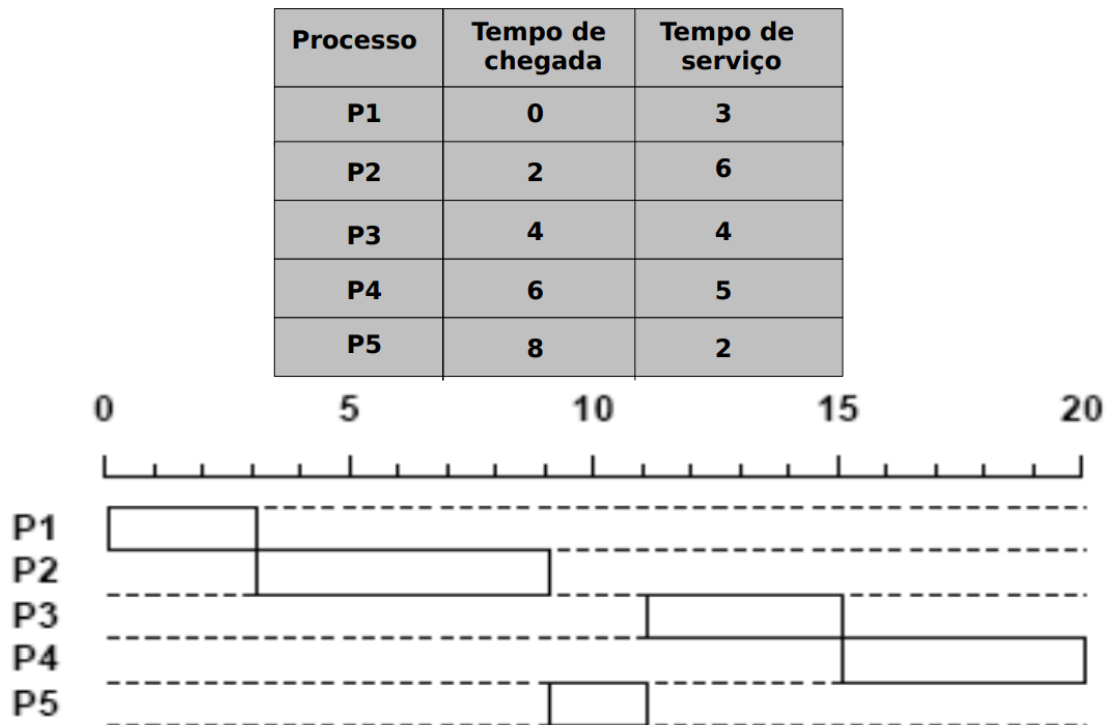 Processo Tempo de chegada Tempo de serviço
P1 0 3
P2 2 6
P3 4 4
P4 6 5
P5 8 2
0 5 10 15 20
P1
P2
P3
P4
P5